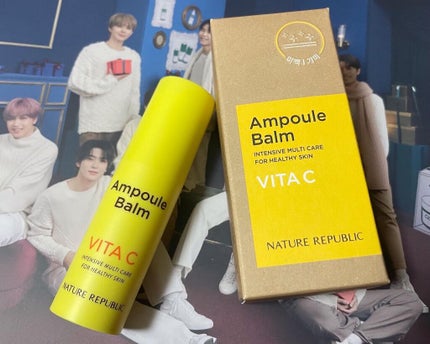 Ampoule
Balm
VITA C
INTENSIVE MULTI CARE
FOR HEALTHY SKIN
NATURE REPUBLIC
Ampoule
Balm
INTENSIVE MULTI CARE
FOR HEALTHY SKIN
VITA C
NATURE REPUBLIC